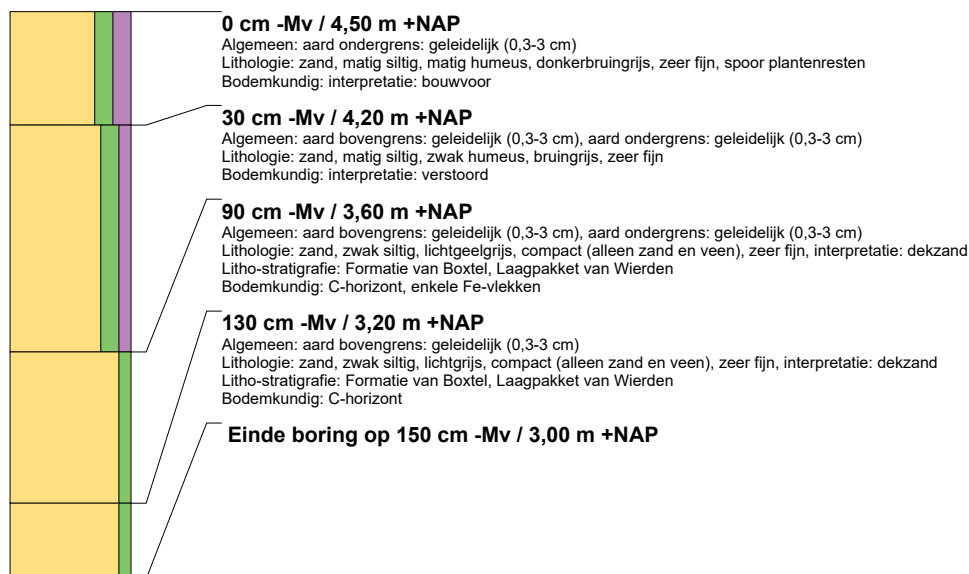 0 cm -Mv / 4,50 m +NAP
Algemeen: aard ondergrens: geleidelijk (0,3-3 cm)
Lithologie: zand, matig siltig, matig humeus, donkerbruingrijs, zeer fijn, spoor plantenresten
Bodemkundig: interpretatie: bouwvoor
30 cm -Mv / 4,20 m +NAP
Algemeen: aard bovengrens: geleidelijk (0,3-3 cm), aard ondergrens: geleidelijk (0,3-3 cm)
Lithologie: zand, matig siltig, zwak humeus, bruingrijs, zeer fijn
Bodemkundig: interpretatie: verstoord
90 cm -Mv / 3,60 m +NAP
Algemeen: aard bovengrens: geleidelijk (0,3-3 cm), aard ondergrens: geleidelijk (0,3-3 cm)
Lithologie: zand, zwak siltig, lichtgeelgrijs, compact (alleen zand en veen), zeer fijn, interpretatie: dekzand
Litho-stratigrafie: Formatie van Boxtel, Laagpakket van Wierden
Bodemkundig: C-horizont, enkele Fe-vlekken
130 cm -Mv / 3,20 m +NAP
Algemeen: aard bovengrens: geleidelijk (0,3-3 cm)
Lithologie: zand, zwak siltig, lichtgrijs, compact (alleen zand en veen), zeer fijn, interpretatie: dekzand
Litho-stratigrafie: Formatie van Boxtel, Laagpakket van Wierden
Bodemkundig: C-horizont
Einde boring op 150 cm -Mv / 3,00 m +NAP